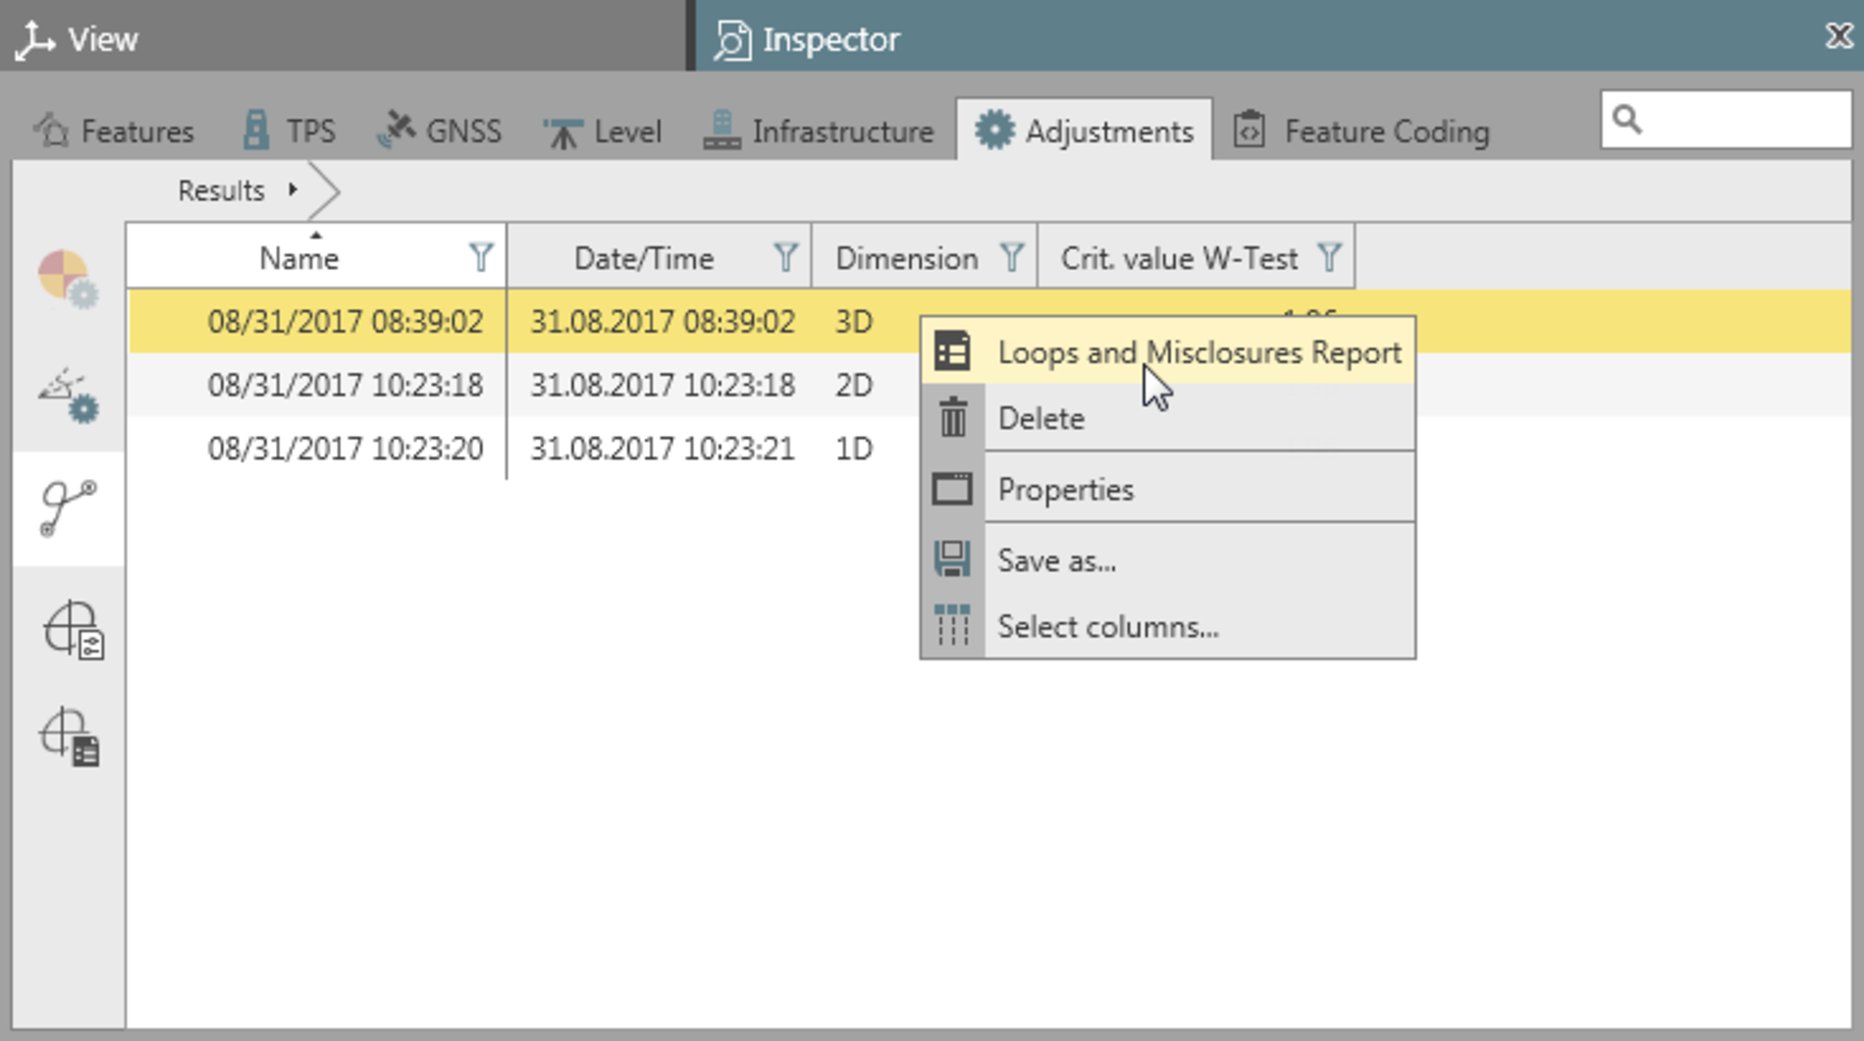 View
Inspector
Features TPS GNSS Level Infrastructure Adjustments Feature Coding
Results
Name Date/Time Dimension Crit. value W-Test
08/31/2017 08:39:02 31.08.2017 08:39:02 3D
08/31/2017 10:23:18 31.08.2017 10:23:18 2D
08/31/2017 10:23:20 31.08.2017 10:23:21 1D
Loops and Misclosures Report
Delete
Properties
Save as...
Select columns...